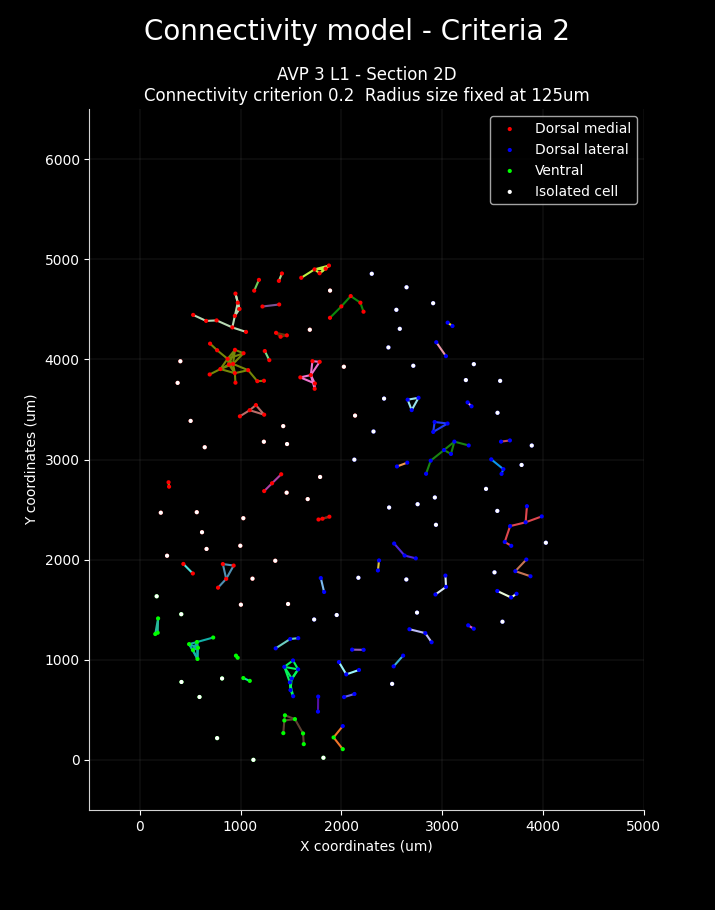 Connectivity model - Criteria 2
AVP 3 L1 - Section 2D
Connectivity criterion 0.2  Radius size fixed at 125um
Dorsal medial
Dorsal lateral
Ventral
Isolated cell
6000
5000
4000
3000
2000
1000
0
Y coordinates (um)
0 1000 2000 3000 4000 5000
X coordinates (um)